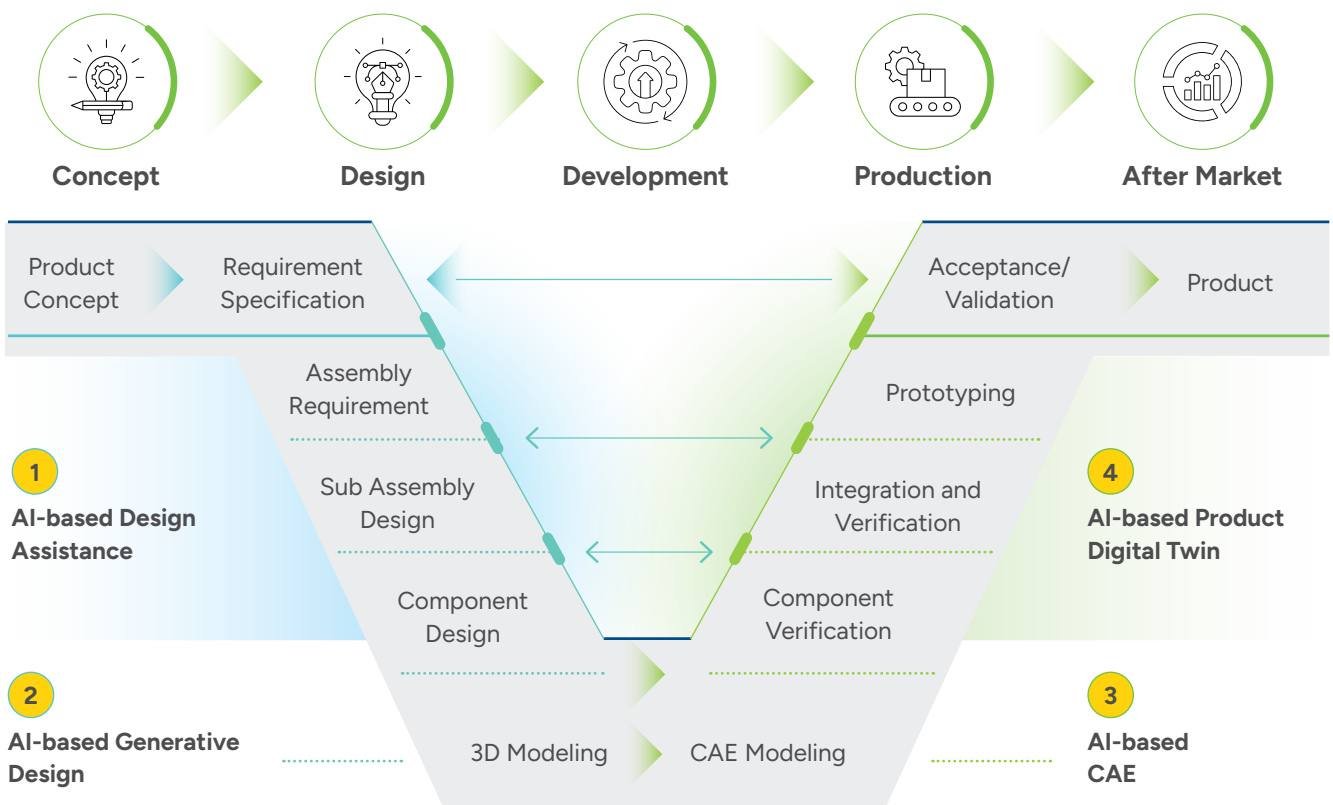 Concept
Design
Development
Production
After Market
Product
Concept
Requirement
Specification
Acceptance/
Validation
Product
Assembly
Requirement
Prototyping
1
AI-based Design
Assistance
Sub Assembly
Design
Integration and
Verification
4
AI-based Product
Digital Twin
Component
Design
Component
Verification
2
AI-based Generative
Design
3D Modeling
CAE Modeling
3
AI-based
CAE